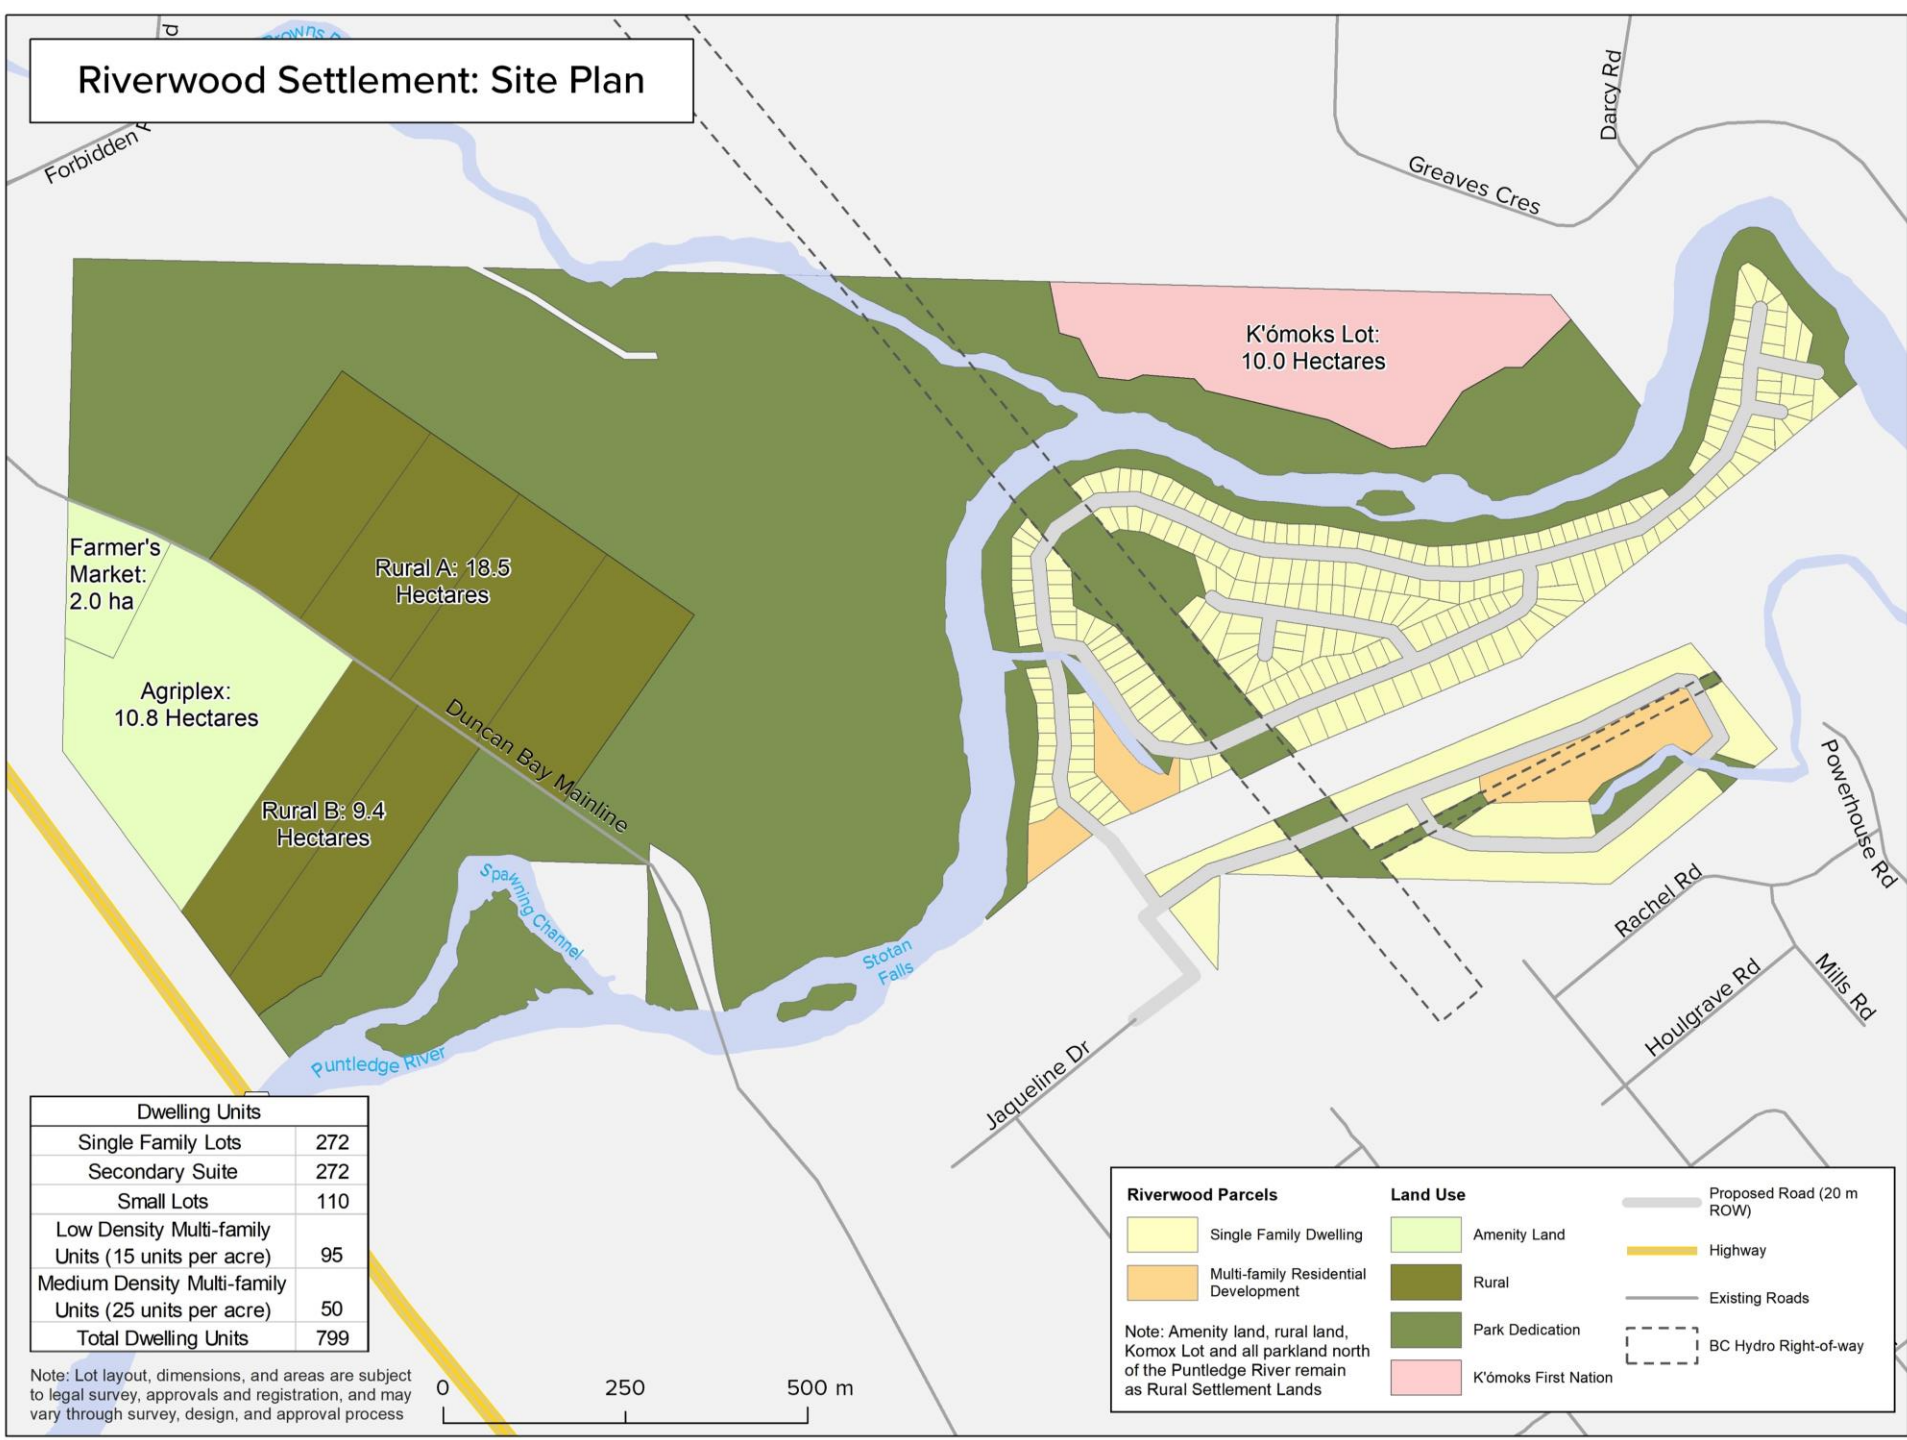 Riverwood Settlement: Site Plan
Forbidden
Darcy Rd
Greaves Cres
K'ómoks Lot:
10.0 Hectares
Farmer's
Market:
2.0 ha
Rural A: 18.5
Hectares
Agriplex:
10.8 Hectares
Duncan Bay Mainline
Rural B: 9.4
Hectares
Spawning Channel
Stotan
Falls
Puntledge River
Powerhouse Rd
Rachel Rd
Houlgrave Rd
Mills Rd
Jaqueline Dr
Dwelling Units
Single Family Lots 272
Secondary Suite 272
Small Lots 110
Low Density Multi-family
Units (15 units per acre) 95
Medium Density Multi-family
Units (25 units per acre) 50
Total Dwelling Units 799
Note: Lot layout, dimensions, and areas are subject
to legal survey, approvals and registration, and may
vary through survey, design, and approval process
0 250 500 m
Riverwood Parcels
Single Family Dwelling
Multi-family Residential
Development
Note: Amenity land, rural land,
Komox Lot and all parkland north
of the Puntledge River remain
as Rural Settlement Lands
Land Use
Amenity Land
Rural
Park Dedication
K'ómoks First Nation
Proposed Road (20 m
ROW)
Highway
Existing Roads
BC Hydro Right-of-way